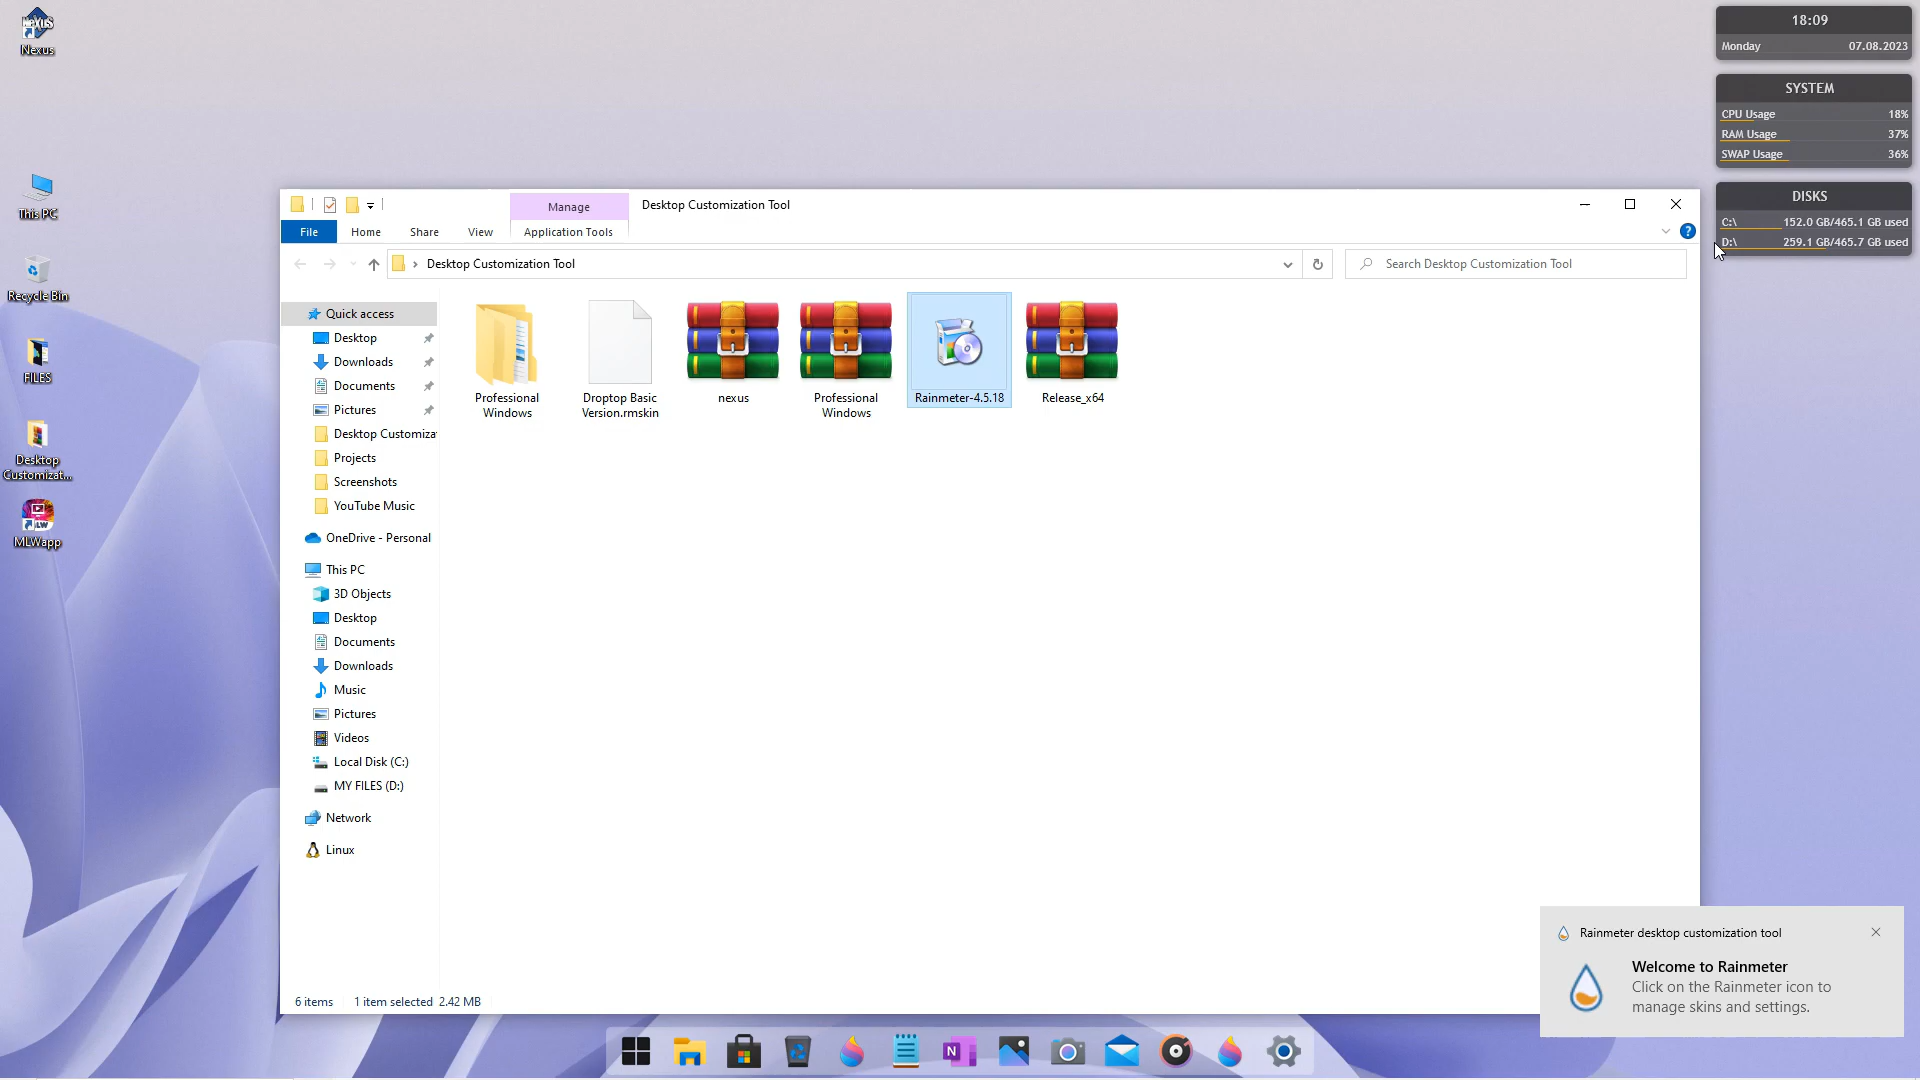 Nexus
This PC
Recycle Bin
FILES
Desktop
Customizat...
MLWapp
Manage
Desktop Customization Tool
File
Home
Share
View
Application Tools
Desktop Customization Tool
Search Desktop Customization Tool
Quick access
Desktop
Downloads
Documents
Pictures
Desktop Customizat
Projects
Screenshots
YouTube Music
OneDrive - Personal
This PC
3D Objects
Desktop
Documents
Downloads
Music
Pictures
Videos
Local Disk (C:)
MY FILES (D:)
Network
Linux
Professional
Windows
Droptop Basic
Version.rmskin
nexus
Professional
Windows
Rainmeter-4.5.18
Release_x64
6 items
1 item selected 2.42 MB
18:09
Monday 07.08.2023
SYSTEM
CPU Usage 18%
RAM Usage 37%
SWAP Usage 36%
DISKS
C:\ 152.0 GB/465.1 GB used
D:\ 259.1 GB/465.7 GB used
Rainmeter desktop customization tool
Welcome to Rainmeter
Click on the Rainmeter icon to
manage skins and settings.